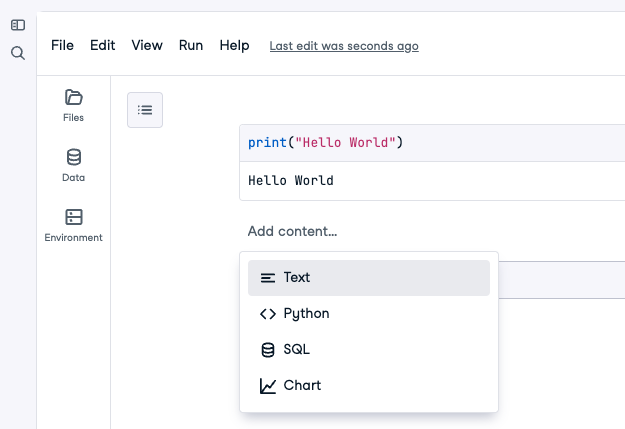 File Edit View Run Help Last edit was seconds ago
Files
Data
Environment
print("Hello World")
Hello World
Add content...
Text
Python
SQL
Chart